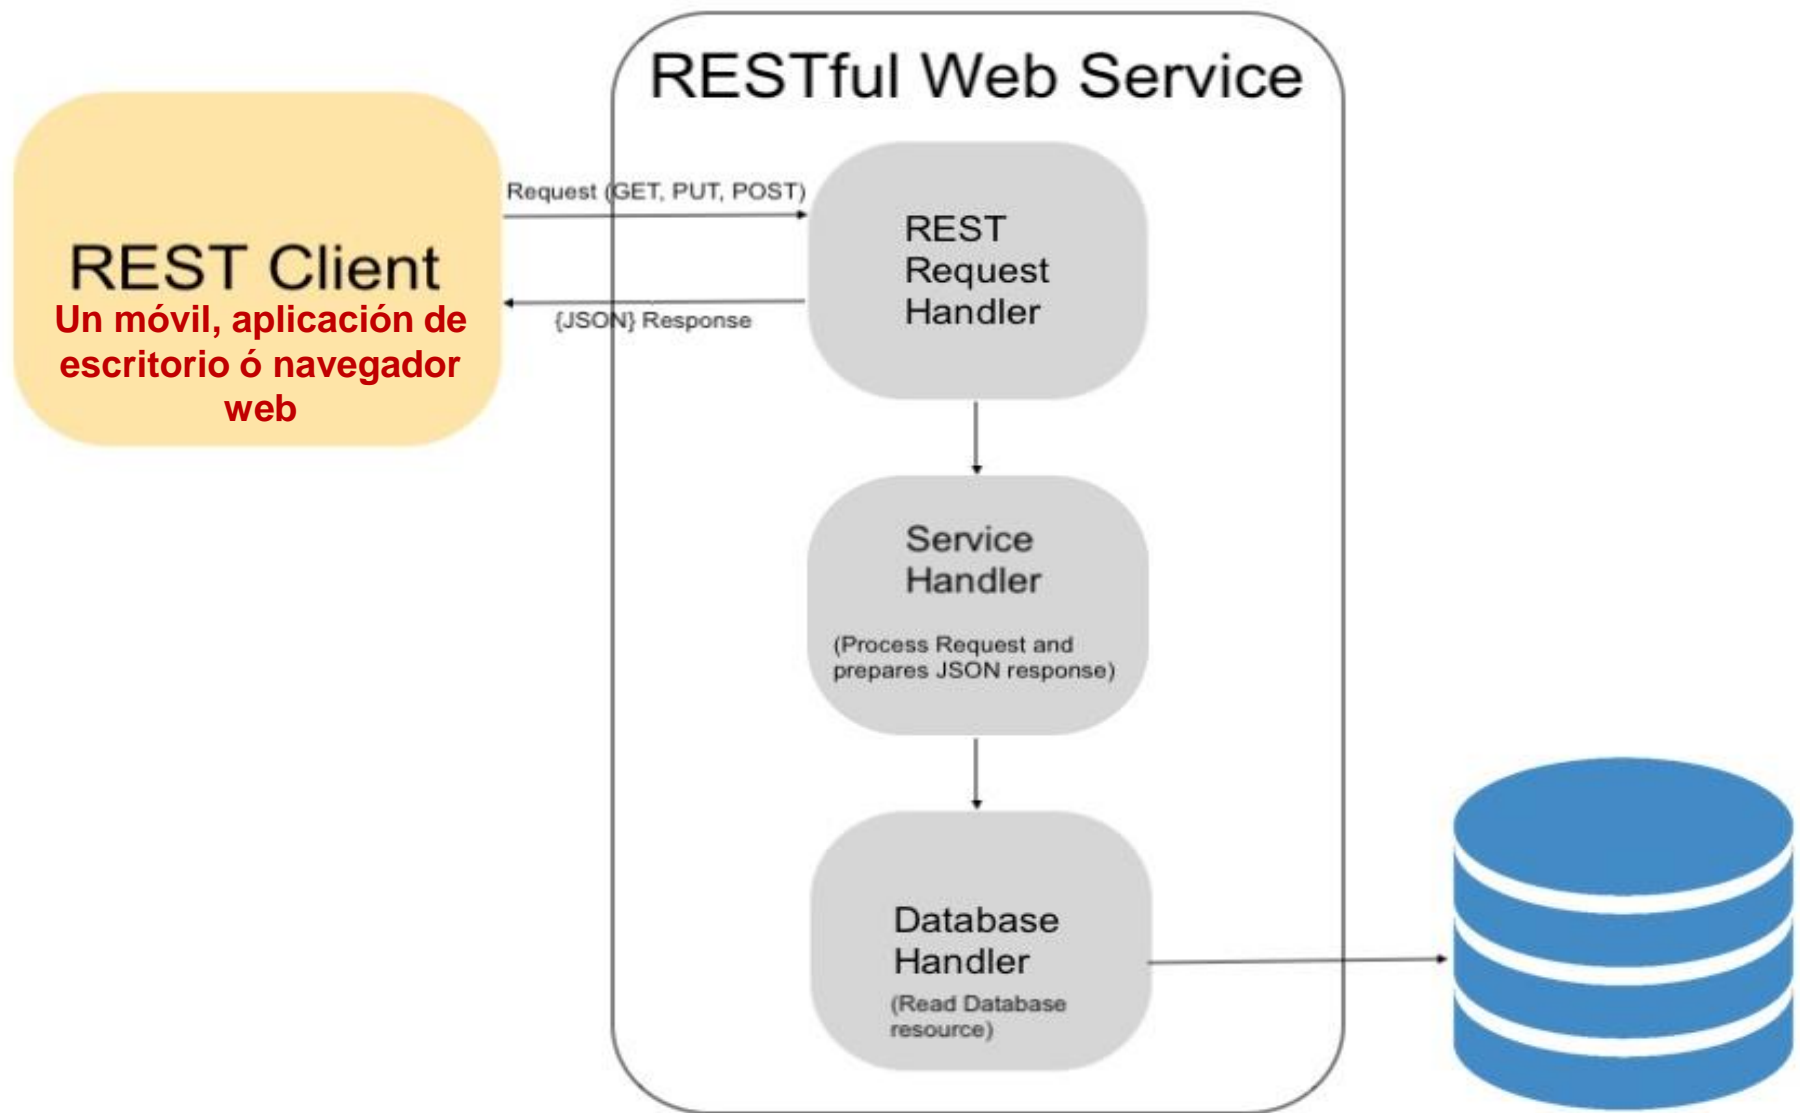 RESTful Web Service
REST Client
Un móvil, aplicación de
escritorio ó navegador
web
Request (GET, PUT, POST)
{JSON} Response
REST
Request
Handler
Service
Handler
(Process Request and
prepares JSON response)
Database
Handler
(Read Database
resource)